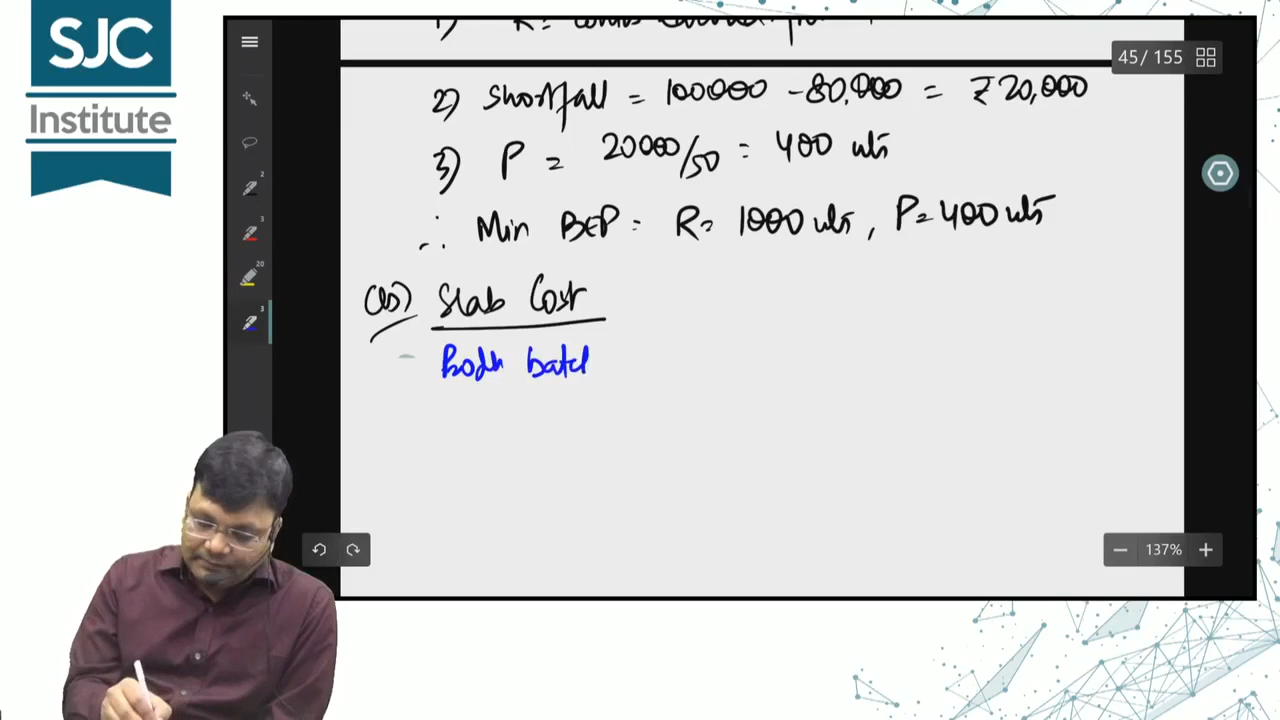 SJC
Institute
45 / 155
2) Shortfall = 100000 - 80,000 = ₹20,000
3) P = 20000/50 = 400 uts
∴ Min BEP = R = 1000 uts, P = 400 uts
(b) Slab Cost
Both batch
137%